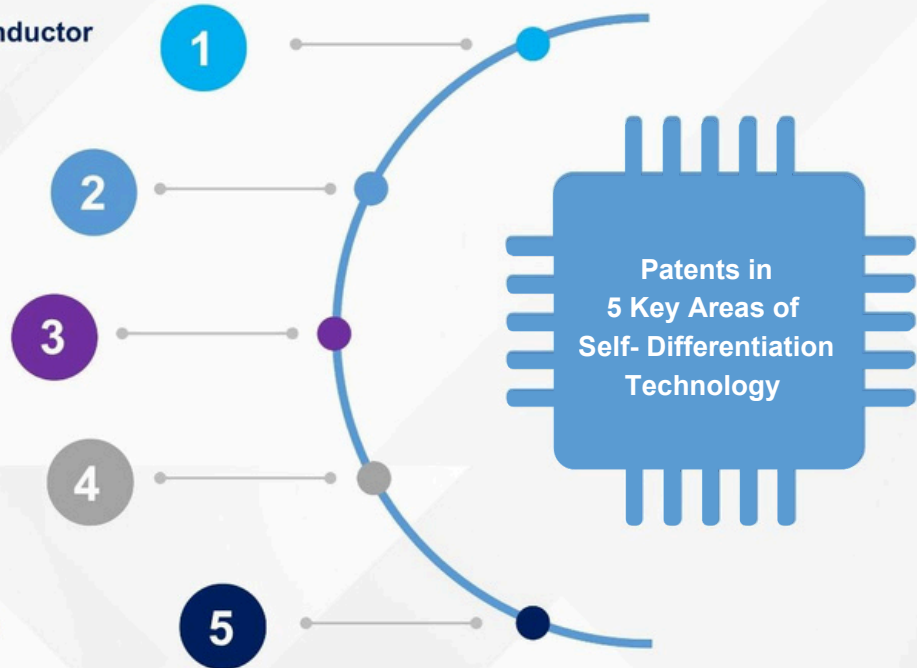 nductor
1
2
3
4
5
Patents in
5 Key Areas of
Self- Differentiation
Technology